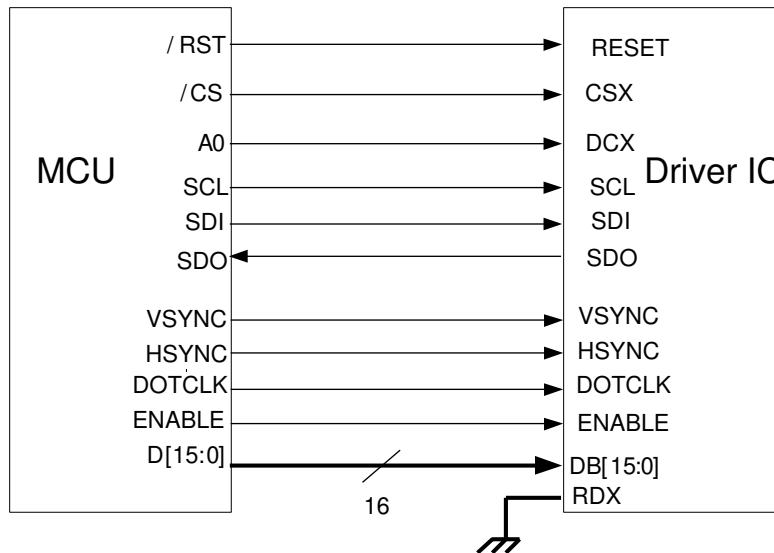 /RST RESET
/CS CSX
A0 DCX
MCU Driver IC
SCL SCL
SDI SDI
SDO SDO
VSYNC VSYNC
HSYNC HSYNC
DOTCLK DOTCLK
ENABLE ENABLE
D[15:0] DB[15:0]
16 RDX